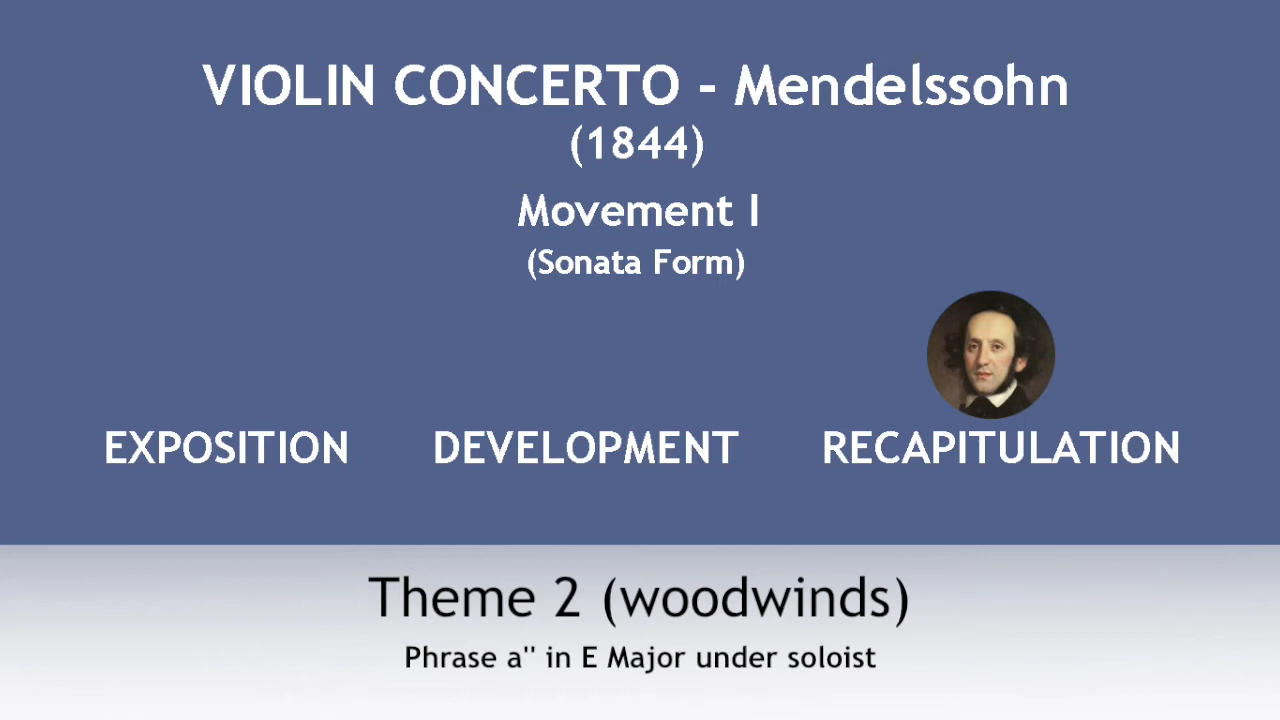 VIOLIN CONCERTO - Mendelssohn
(1844)
Movement I
(Sonata Form)
EXPOSITION DEVELOPMENT RECAPITULATION
Theme 2 (woodwinds)
Phrase a" in E Major under soloist